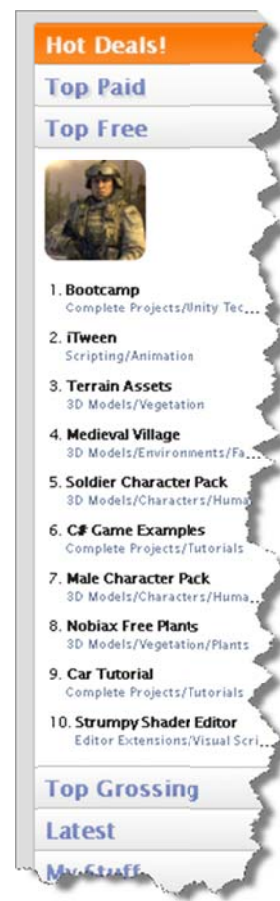 Hot Deals!
Top Paid
Top Free
1. Bootcamp
Complete Projects/Unity Tec...
2. iTween
Scripting/Animation
3. Terrain Assets
3D Models/Vegetation
4. Medieval Village
3D Models/Environments/Fa...
5. Soldier Character Pack
3D Models/Characters/Huma
6. C# Game Examples
Complete Projects/Tutorials
7. Male Character Pack
3D Models/Characters/Huma...
8. Nobiax Free Plants
3D Models/Vegetation/Plants
9. Car Tutorial
Complete Projects/Tutorials
10. Strumpy Shader Editor
Editor Extensions/Visual Scri...
Top Grossing
Latest
My Stuff